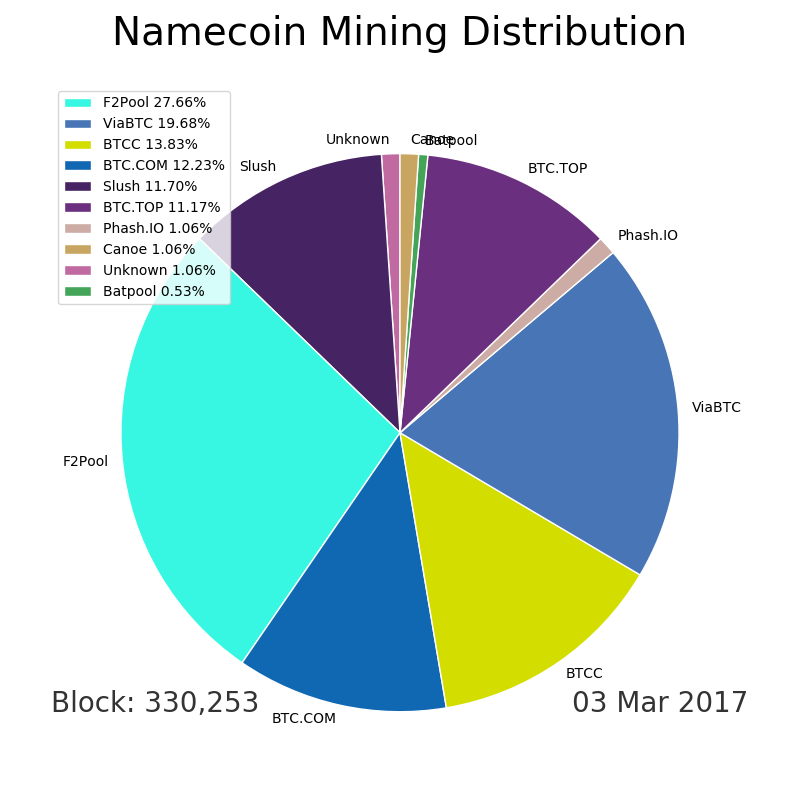 Namecoin Mining Distribution
F2Pool 27.66%
ViaBTC 19.68%
BTCC 13.83%
BTC.COM 12.23%
Slush 11.70%
BTC.TOP 11.17%
Phash.IO 1.06%
Canoe 1.06%
Unknown 1.06%
Batpool 0.53%
Unknown
Canoe
Batpool
Slush
BTC.TOP
Phash.IO
ViaBTC
F2Pool
BTCC
BTC.COM
Block: 330,253
03 Mar 2017